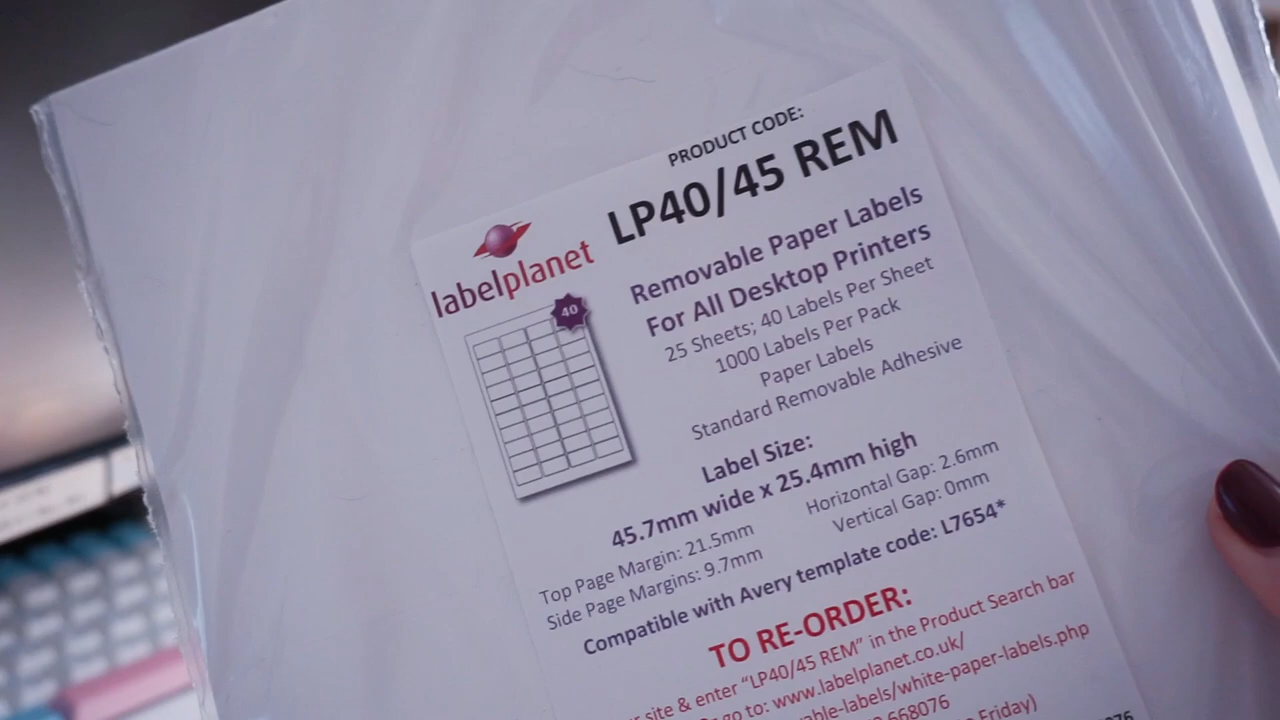 PRODUCT CODE:
LP40/45 REM
labelplanet
40
Removable Paper Labels
For All Desktop Printers
25 Sheets; 40 Labels Per Sheet
1000 Labels Per Pack
Paper Labels
Standard Removable Adhesive
Label Size:
45.7mm wide x 25.4mm high
Top Page Margin: 21.5mm
Horizontal Gap: 2.6mm
Side Page Margins: 9.7mm
Vertical Gap: 0mm
Compatible with Avery template code: L7654*
TO RE-ORDER:
site & enter "LP40/45 REM" in the Product Search bar
go to: www.labelplanet.co.uk/
labels/white-paper-labels.php
668076
Friday)